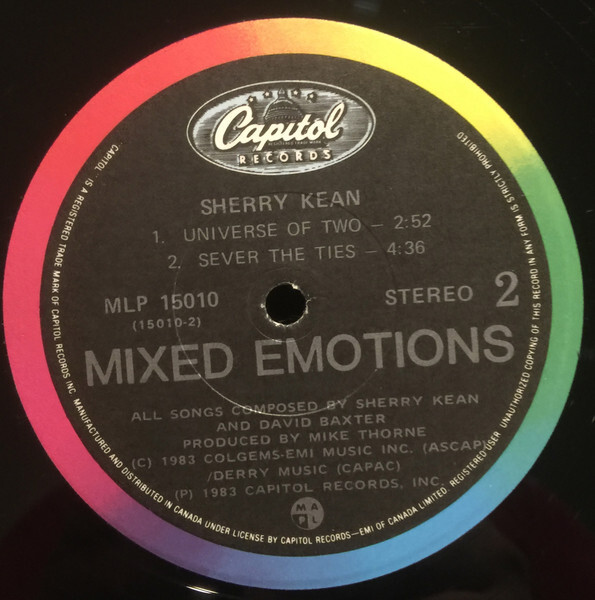 Capitol
REGISTERED TRADE MARK
RECORDS
SHERRY KEAN
1. UNIVERSE OF TWO – 2:52
2. SEVER THE TIES – 4:36
MLP 15010
(15010-2)
STEREO 2
MIXED EMOTIONS
ALL SONGS COMPOSED BY SHERRY KEAN
AND DAVID BAXTER
PRODUCED BY MIKE THORNE
(C) 1983 COLGEMS-EMI MUSIC INC. (ASCAP)
/DERRY MUSIC (CAPAC)
(P) 1983 CAPITOL RECORDS, INC.
M A
P L
CAPITOL IS A REGISTERED TRADE MARK OF CAPITOL RECORDS INC. MANUFACTURED AND DISTRIBUTED IN CANADA UNDER LICENSE BY CAPITOL RECORDS—EMI OF CANADA LIMITED. REGISTERED USER. UNAUTHORIZED COPYING OF THIS RECORD IN ANY FORM IS STRICTLY PROHIBITED